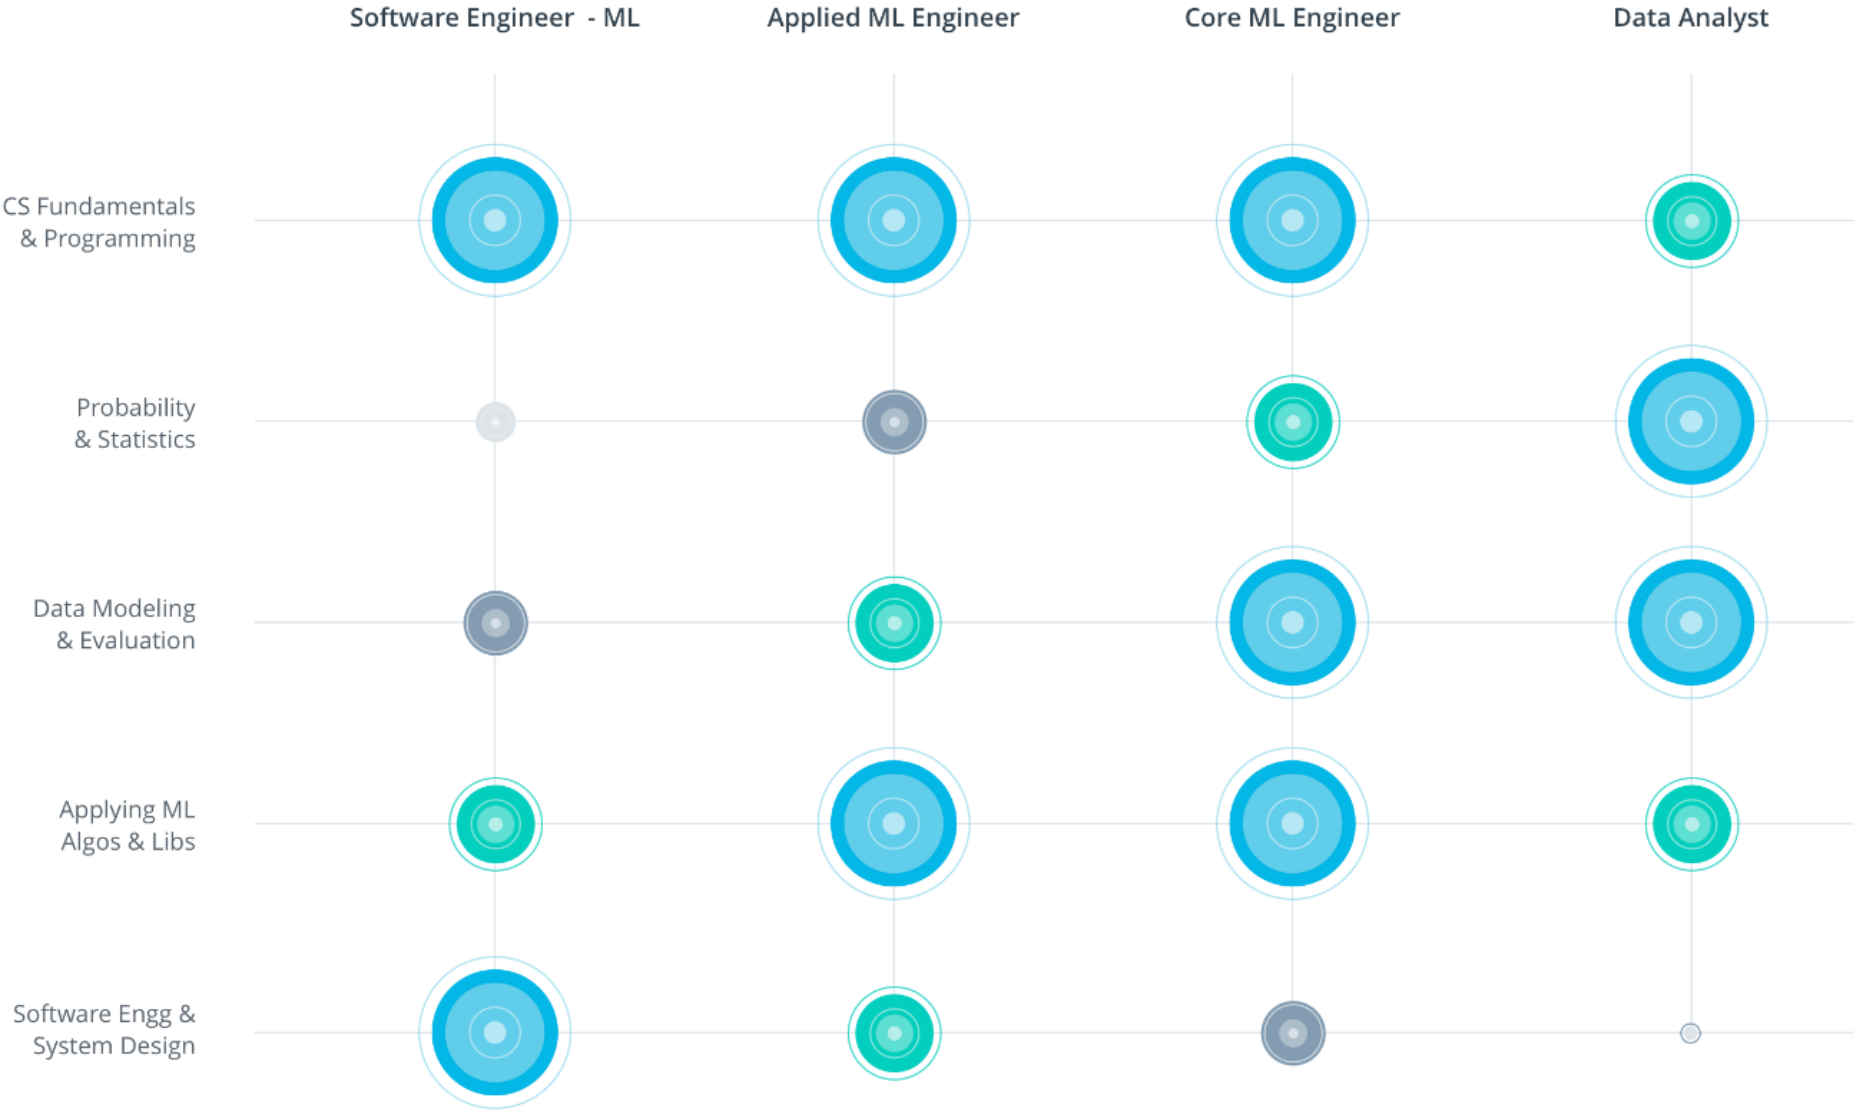 Software Engineer  - ML
Applied ML Engineer
Core ML Engineer
Data Analyst
CS Fundamentals
& Programming
Probability
& Statistics
Data Modeling
& Evaluation
Applying ML
Algos & Libs
Software Engg &
System Design